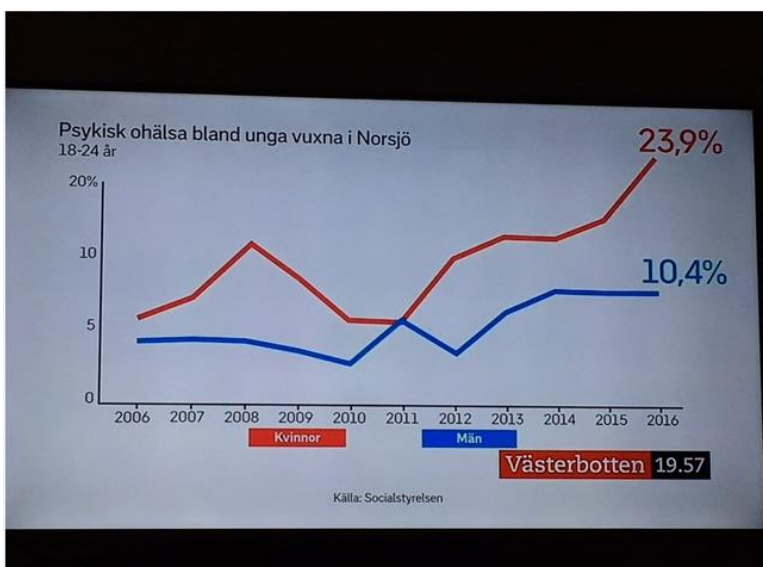 Psykisk ohälsa bland unga vuxna i Norsjö
18-24 år
23,9%
20%
10
10,4%
5
0
2006 2007 2008 2009 2010 2011 2012 2013 2014 2015 2016
Kvinnor Män
Västerbotten 19.57
Källa: Socialstyrelsen